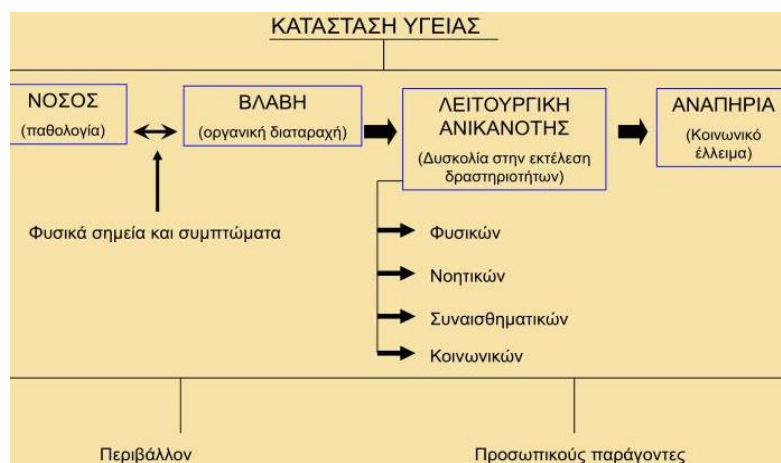 ΚΑΤΑΣΤΑΣΗ ΥΓΕΙΑΣ
ΝΟΣΟΣ
(παθολογία)
ΒΛΑΒΗ
(οργανική διαταραχή)
ΛΕΙΤΟΥΡΓΙΚΗ
ΑΝΙΚΑΝΟΤΗΣ
(Δυσκολία στην εκτέλεση
δραστηριοτήτων)
ΑΝΑΠΗΡΙΑ
(Κοινωνικό
έλλειμα)
Φυσικά σημεία και συμπτώματα
Φυσικών
Νοητικών
Συναισθηματικών
Κοινωνικών
Περιβάλλον
Προσωπικούς παράγοντες